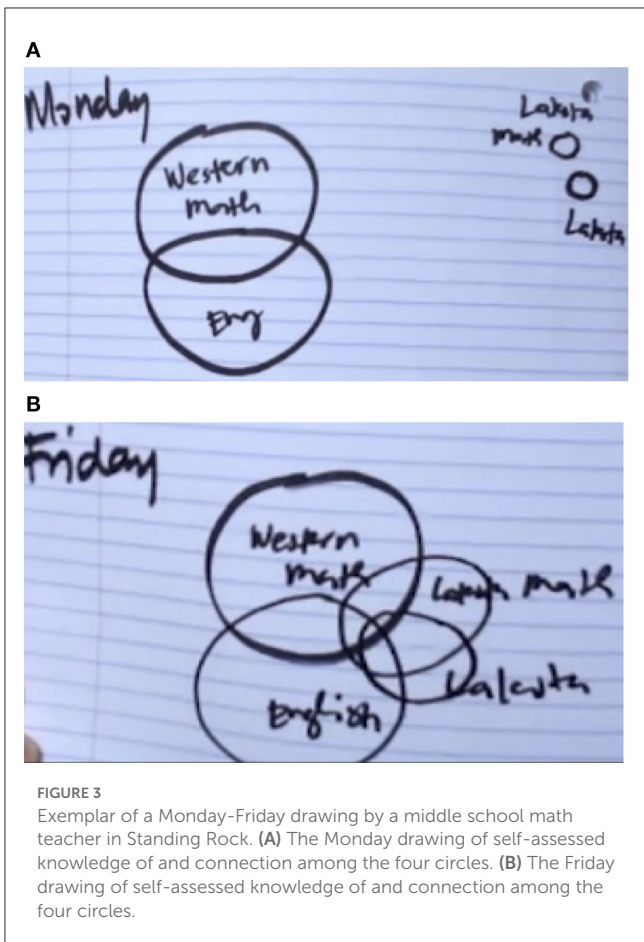 A
Monday
Western
math
Eng
Lakota
math
Lakota
B
Friday
Western
math
Lakota math
Lakota
English
FIGURE 3
Exemplar of a Monday-Friday drawing by a middle school math
teacher in Standing Rock. (A) The Monday drawing of self-assessed
knowledge of and connection among the four circles. (B) The Friday
drawing of self-assessed knowledge of and connection among the
four circles.